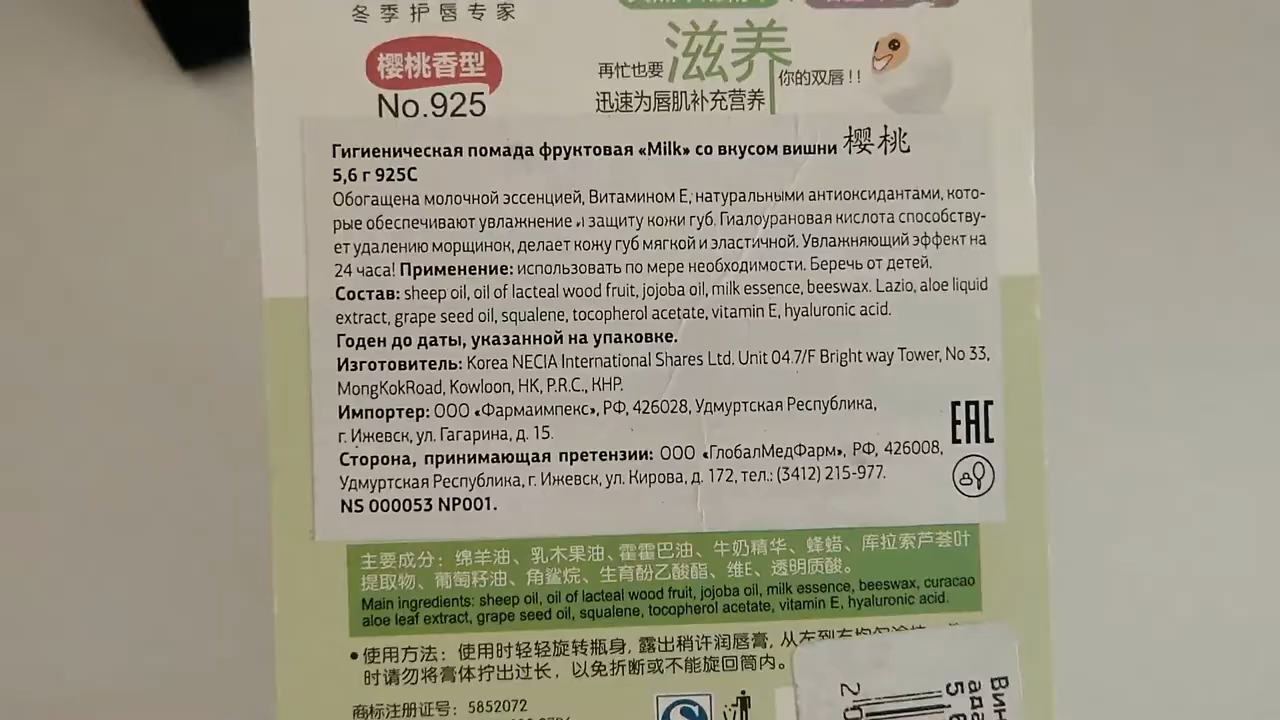 冬季护唇专家
樱桃香型
No.925
再忙也要滋养你的双唇!!
迅速为唇肌补充营养
Гигиеническая помада фруктовая «Milk» со вкусом вишни 樱桃
5,6 г 925C
Обогащена молочной эссенцией, Витамином Е, натуральными антиоксидантами, кото-
рые обеспечивают увлажнение и защиту кожи губ. Гиалоурановая кислота способству-
ет удалению морщинок, делает кожу губ мягкой и эластичной. Увлажняющий эффект на
24 часа! Применение: использовать по мере необходимости. Беречь от детей.
Состав: sheep oil, oil of lacteal wood fruit, jojoba oil, milk essence, beeswax. Lazio, aloe liquid
extract, grape seed oil, squalene, tocopherol acetate, vitamin E, hyaluronic acid.
Годен до даты, указанной на упаковке.
Изготовитель: Korea NECIA International Shares Ltd. Unit 04.7/F Bright way Tower, No 33,
MongKokRoad, Kowloon, HK, P.R.C., КНР.
Импортер: ООО «Фармаимпекс», РФ, 426028, Удмуртская Республика,
г. Ижевск, ул. Гагарина, д. 15.
EAC
Сторона, принимающая претензии: ООО «ГлобалМедФарм», РФ, 426008,
Удмуртская Республика, г. Ижевск, ул. Кирова, д. 172, тел.: (3412) 215-977.
NS 000053 NP001.
主要成分：绵羊油、乳木果油、霍霍巴油、牛奶精华、蜂蜡、库拉索芦荟叶
提取物、葡萄籽油、角鲨烷、生育酚乙酸酯、维E、透明质酸。
Main ingredients: sheep oil, oil of lacteal wood fruit, jojoba oil, milk essence, beeswax, curacao
aloe leaf extract, grape seed oil, squalene, tocopherol acetate, vitamin E, hyaluronic acid.
•使用方法：使用时轻轻旋转瓶身, 露出稍许润唇膏, 从左到右均匀涂抹
时请勿将膏体拧出过长，以免折断或不能旋回筒内。
商标注册证号：5852072